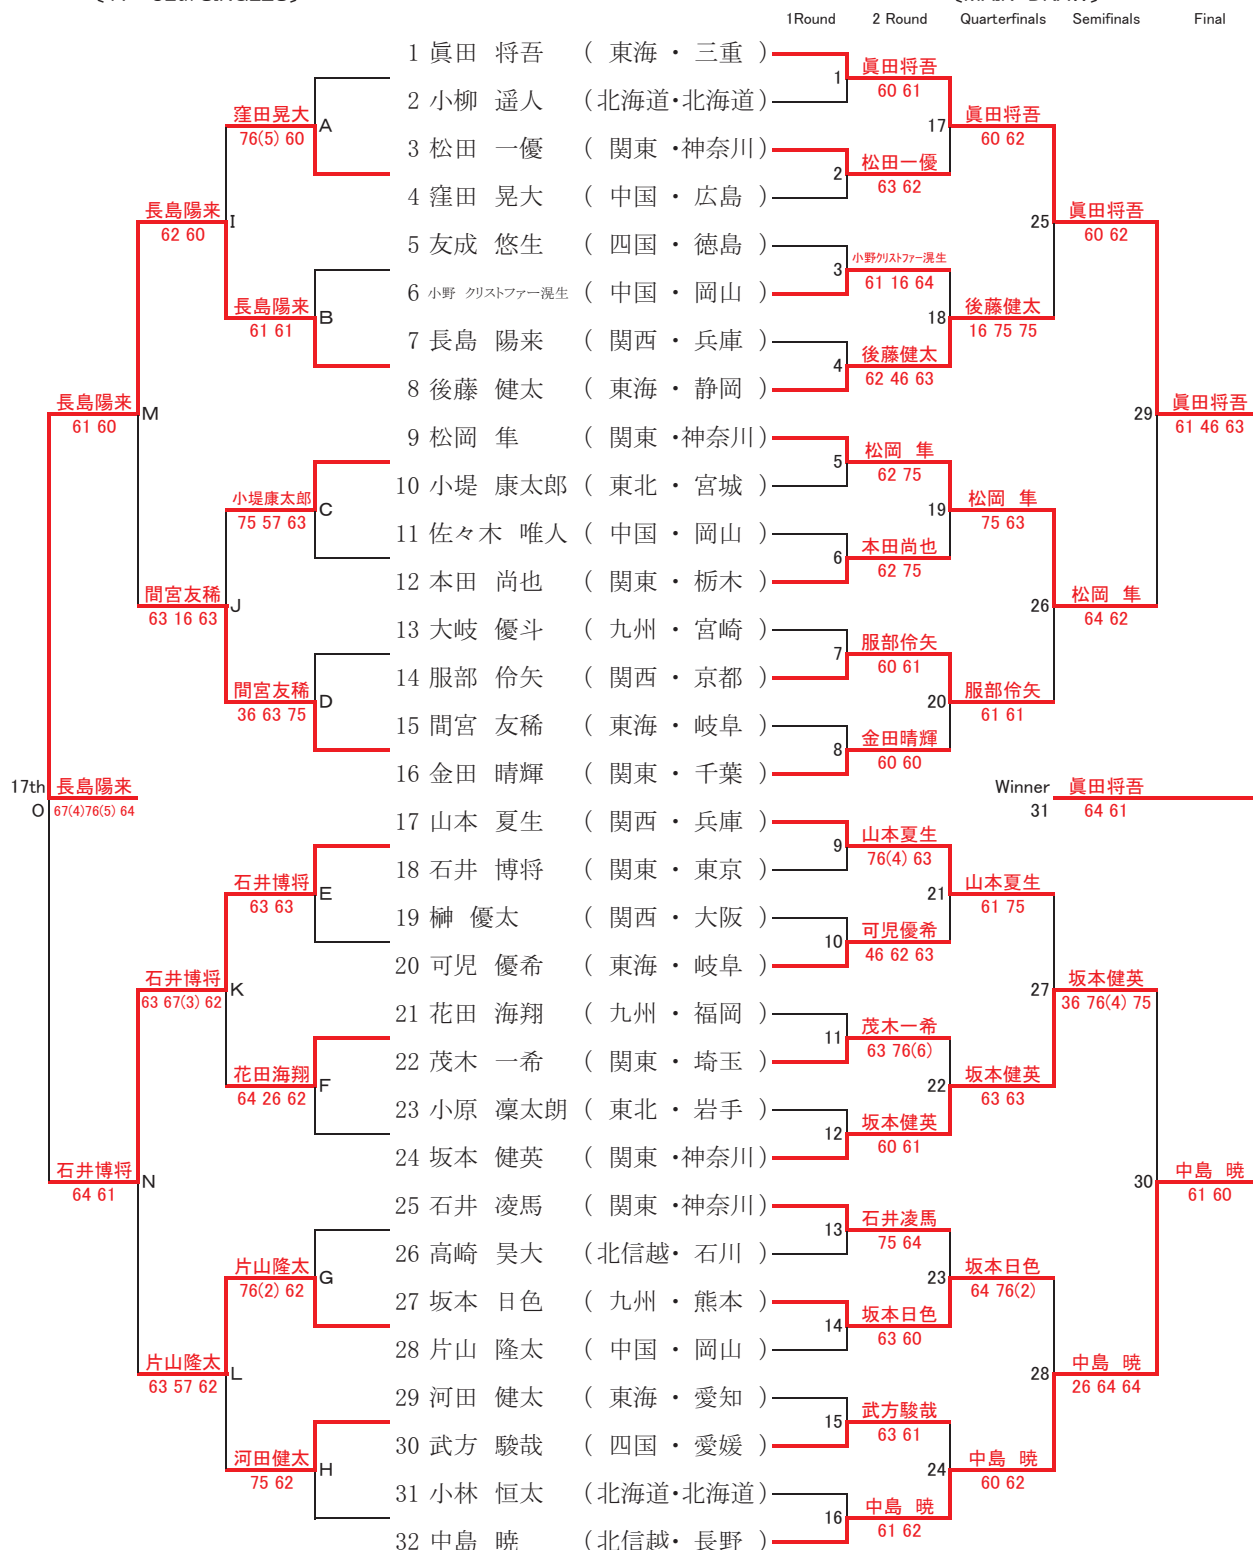 1Round 2 Round Quarterfinals Semifinals Final
1 眞田 将吾 ( 東海 ・ 三重 )
1 眞田将吾
60 61
2 小柳 遥人 (北海道・北海道)
窪田晃大 A
76(5) 60
17 眞田将吾
60 62
3 松田 一優 ( 関東 ・神奈川)
2 松田一優
63 62
4 窪田 晃大 ( 中国 ・ 広島 )
長島陽来 I
62 60
25 眞田将吾
60 62
5 友成 悠生 ( 四国 ・ 徳島 )
3 小野クリストファー滉生
61 16 64
6 小野 クリストファー滉生 ( 中国 ・ 岡山 )
長島陽来 B
61 61
18 後藤健太
16 75 75
7 長島 陽来 ( 関西 ・ 兵庫 )
4 後藤健太
62 46 63
8 後藤 健太 ( 東海 ・ 静岡 )
長島陽来 M
61 60
29 眞田将吾
61 46 63
9 松岡 隼 ( 関東 ・神奈川)
5 松岡 隼
62 75
10 小堤 康太郎 ( 東北 ・ 宮城 )
小堤康太郎 C
75 57 63
19 松岡 隼
75 63
11 佐々木 唯人 ( 中国 ・ 岡山 )
6 本田尚也
62 75
12 本田 尚也 ( 関東 ・ 栃木 )
間宮友稀 J
63 16 63
26 松岡 隼
64 62
13 大岐 優斗 ( 九州 ・ 宮崎 )
7 服部伶矢
60 61
14 服部 伶矢 ( 関西 ・ 京都 )
間宮友稀 D
36 63 75
20 服部伶矢
61 61
15 間宮 友稀 ( 東海 ・ 岐阜 )
8 金田晴輝
60 60
16 金田 晴輝 ( 関東 ・ 千葉 )
17th 長島陽来
O 67(4)76(5) 64
Winner 眞田将吾
31 64 61
17 山本 夏生 ( 関西 ・ 兵庫 )
9 山本夏生
76(4) 63
18 石井 博将 ( 関東 ・ 東京 )
石井博将 E
63 63
21 山本夏生
61 75
19 榊 優太 ( 関西 ・ 大阪 )
10 可児優希
46 62 63
20 可児 優希 ( 東海 ・ 岐阜 )
石井博将 K
63 67(3) 62
27 坂本健英
36 76(4) 75
21 花田 海翔 ( 九州 ・ 福岡 )
11 茂木一希
63 76(6)
22 茂木 一希 ( 関東 ・ 埼玉 )
花田海翔 F
64 26 62
22 坂本健英
63 63
23 小原 凜太朗 ( 東北 ・ 岩手 )
12 坂本健英
60 61
24 坂本 健英 ( 関東 ・神奈川)
石井博将 N
64 61
30 中島 暁
61 60
25 石井 凌馬 ( 関東 ・神奈川)
13 石井凌馬
75 64
26 高崎 昊大 (北信越・ 石川 )
片山隆太 G
76(2) 62
23 坂本日色
64 76(2)
27 坂本 日色 ( 九州 ・ 熊本 )
14 坂本日色
63 60
28 片山 隆太 ( 中国 ・ 岡山 )
片山隆太 L
63 57 62
28 中島 暁
26 64 64
29 河田 健太 ( 東海 ・ 愛知 )
15 武方駿哉
63 61
30 武方 駿哉 ( 四国 ・ 愛媛 )
河田健太 H
75 62
24 中島 暁
60 62
31 小林 恒太 (北海道・北海道)
16 中島 暁
61 62
32 中島 暁 (北信越・ 長野 )